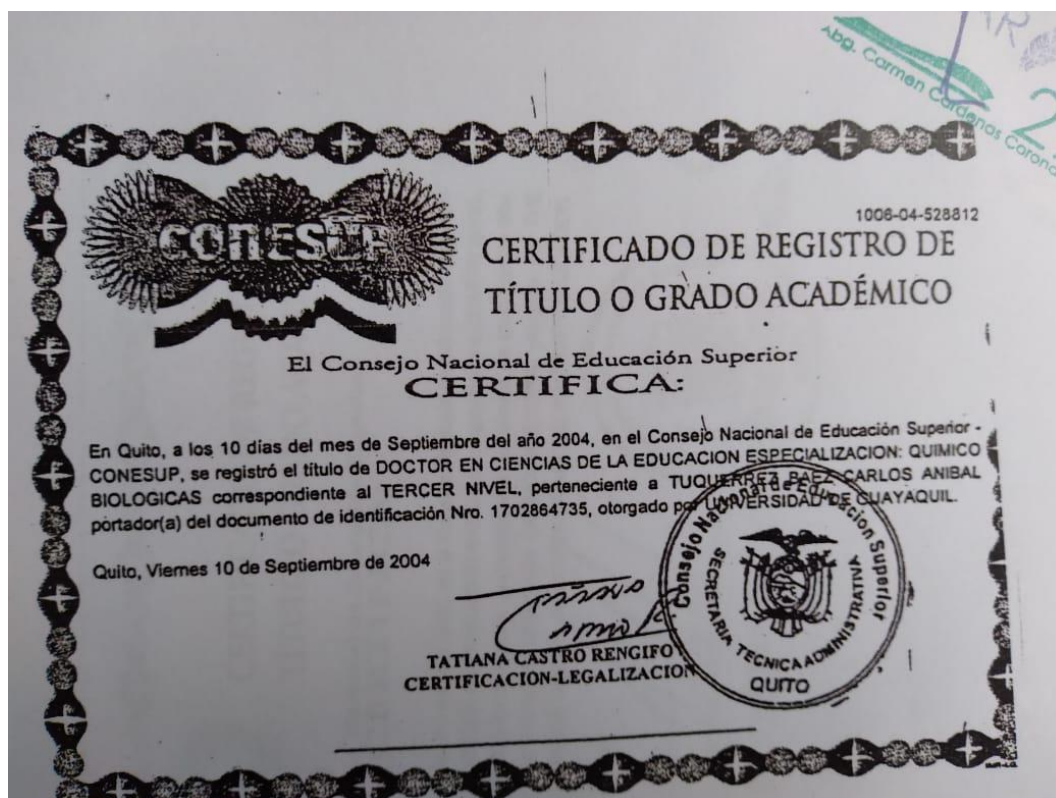 Abg. Carmen Cárdenas Corone
CONESUP
1006-04-528812
CERTIFICADO DE REGISTRO DE
TÍTULO O GRADO ACADÉMICO
El Consejo Nacional de Educación Superior
CERTIFICA:
En Quito, a los 10 días del mes de Septiembre del año 2004, en el Consejo Nacional de Educación Superior -
CONESUP, se registró el título de DOCTOR EN CIENCIAS DE LA EDUCACION ESPECIALIZACION: QUIMICO
BIOLOGICAS correspondiente al TERCER NIVEL, perteneciente a TUQUERREZ PAEZ CARLOS ANIBAL
portador(a) del documento de identificación Nro. 1702864735, otorgado por UNIVERSIDAD DE GUAYAQUIL.
Quito, Viernes 10 de Septiembre de 2004
TATIANA CASTRO RENGIFO
CERTIFICACION-LEGALIZACION
Consejo Nacional de Educacion Superior
SECRETARIA TECNICA ADMINISTRATIVA
QUITO